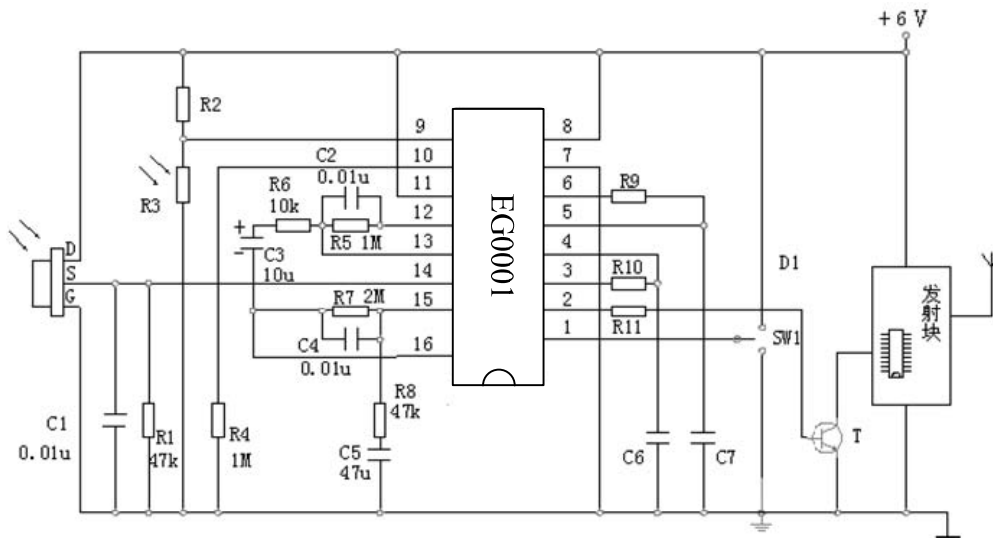 +6 V
R2
9
8
10
7
C2
0.01u
11
6
R9
R6
10k
R3
12
5
+
-
R5 1M
13
4
D
C3
10u
D1
S
14
3
R10
G
R7 2M
15
2
R11
发射块
1
SW1
C4
0.01u
16
EG0001
R8
47k
C1
0.01u
R1
47k
R4
1M
C5
47u
C6
C7
T